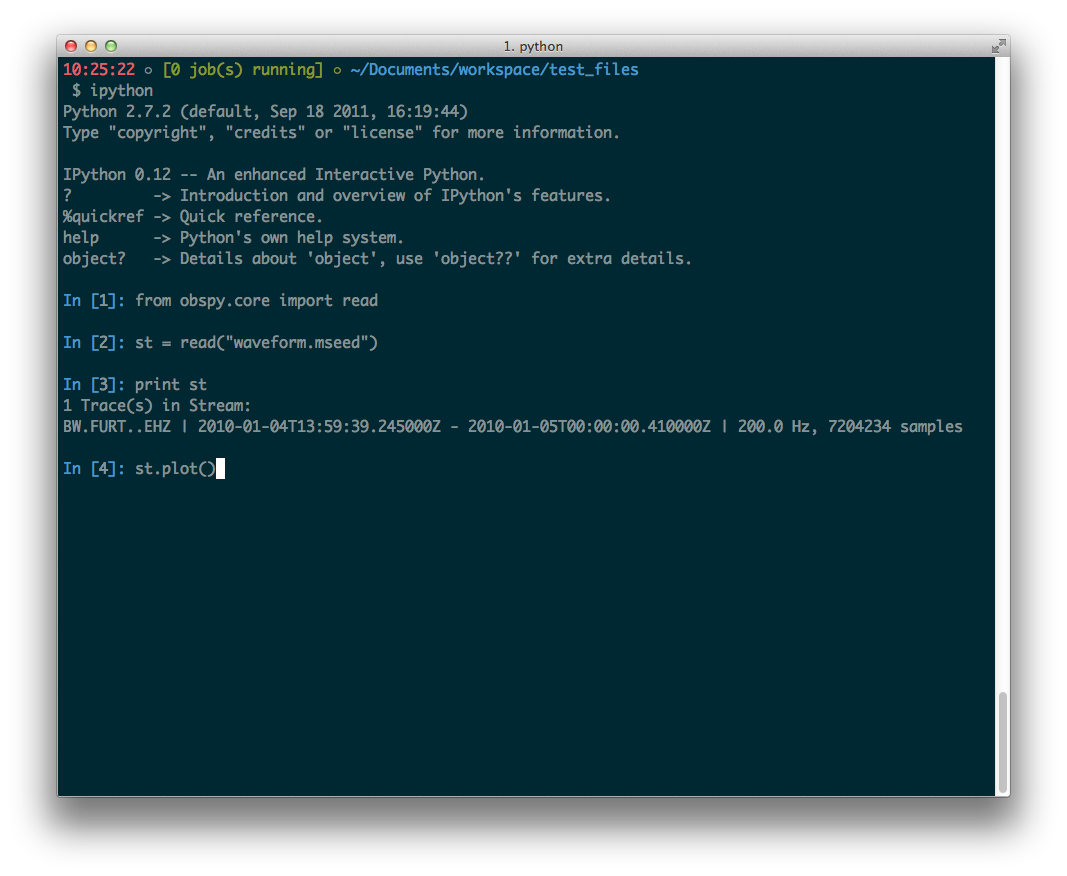 1. python
10:25:22 ○ [0 job(s) running] ○ ~/Documents/workspace/test_files
$ ipython
Python 2.7.2 (default, Sep 18 2011, 16:19:44)
Type "copyright", "credits" or "license" for more information.
IPython 0.12 -- An enhanced Interactive Python.
?         -> Introduction and overview of IPython's features.
%quickref -> Quick reference.
help      -> Python's own help system.
object?   -> Details about 'object', use 'object??' for extra details.
In [1]: from obspy.core import read
In [2]: st = read("waveform.mseed")
In [3]: print st
1 Trace(s) in Stream:
BW.FURT..EHZ | 2010-01-04T13:59:39.245000Z - 2010-01-05T00:00:00.410000Z | 200.0 Hz, 7204234 samples
In [4]: st.plot()